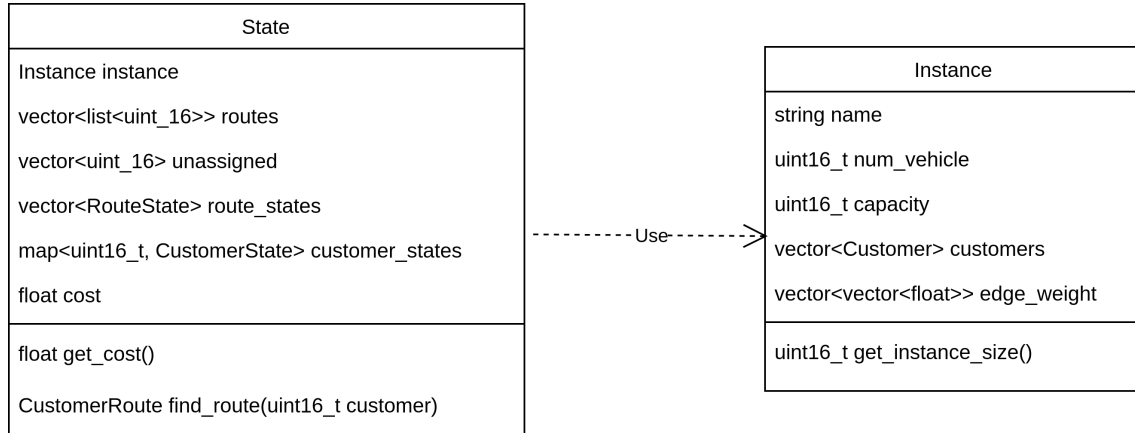 State
Instance instance
vector<list<uint_16>> routes
vector<uint_16> unassigned
vector<RouteState> route_states
map<uint16_t, CustomerState> customer_states
float cost
float get_cost()
CustomerRoute find_route(uint16_t customer)
Use
Instance
string name
uint16_t num_vehicle
uint16_t capacity
vector<Customer> customers
vector<vector<float>> edge_weight
uint16_t get_instance_size()